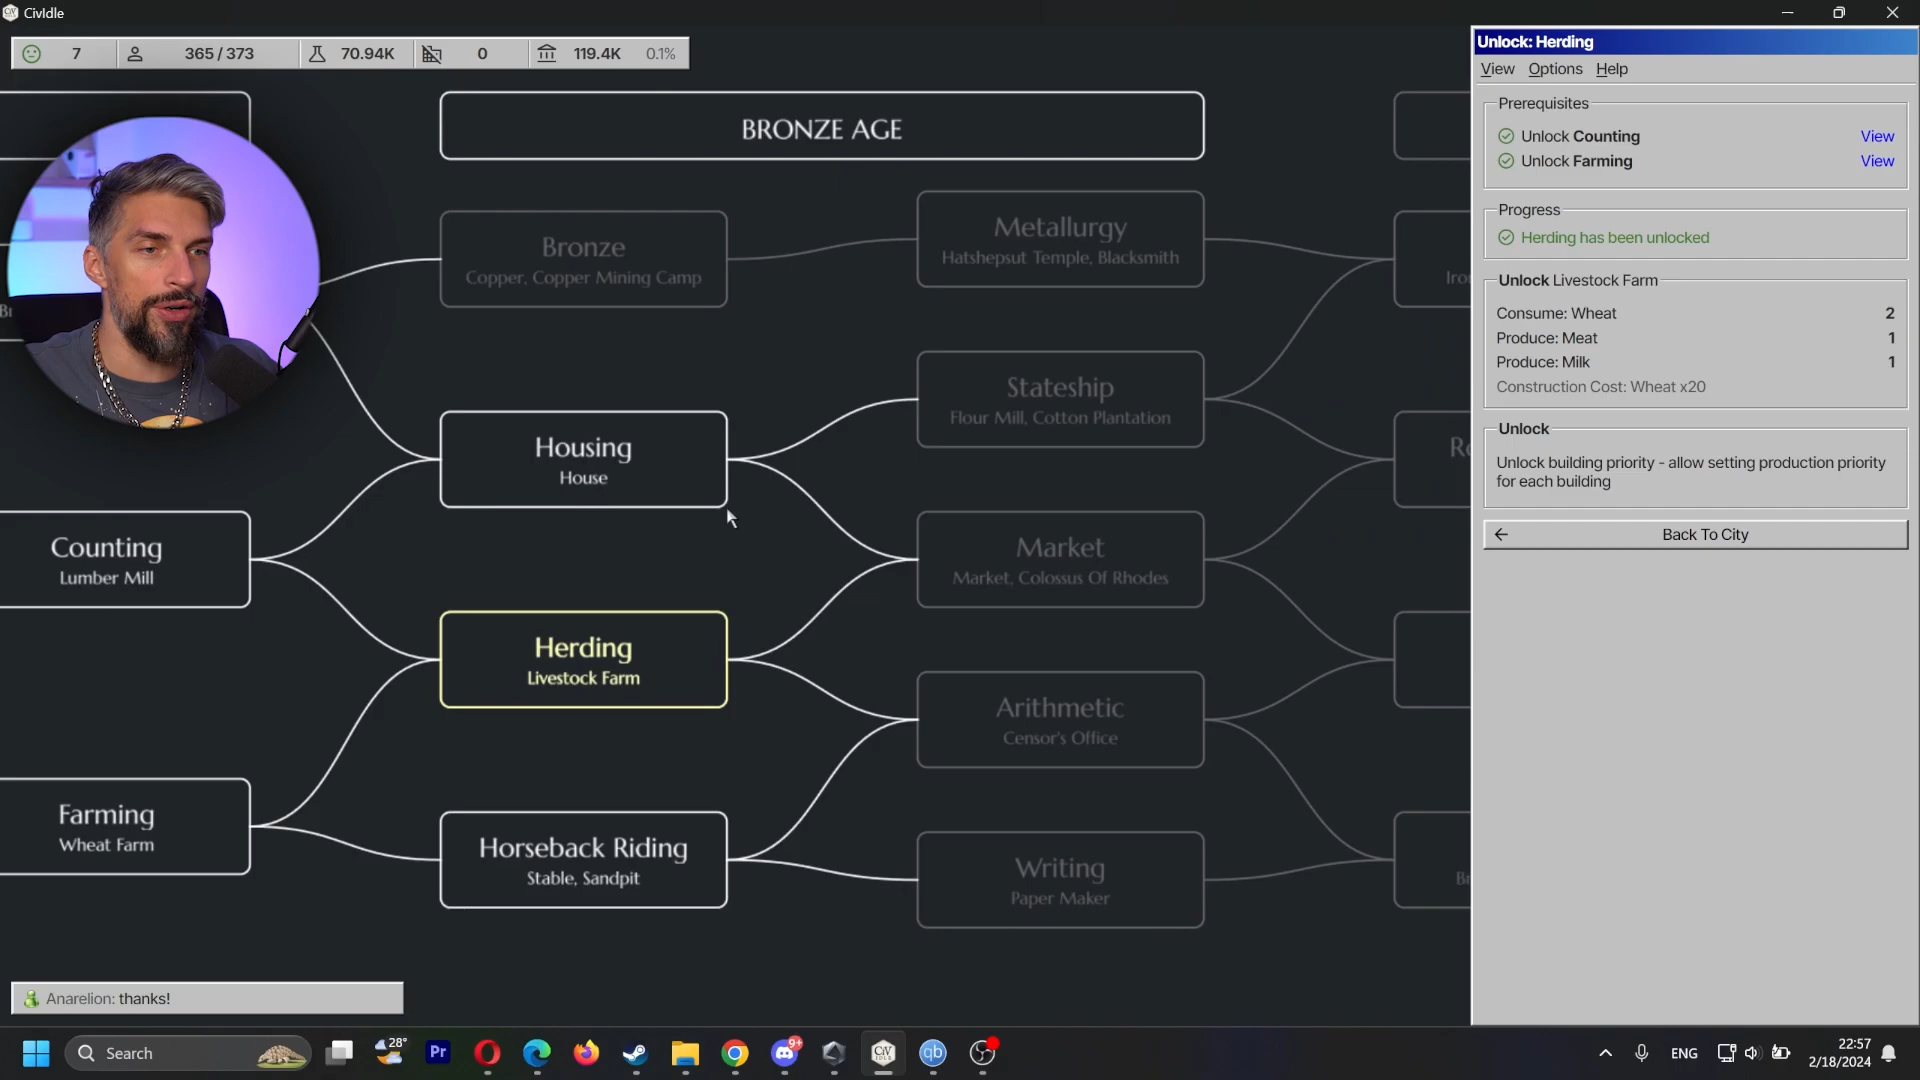 CivIdle
7
365 / 373
70.94K
0
119.4K 0.1%
BRONZE AGE
Bronze
Copper, Copper Mining Camp
Metallurgy
Hatshepsut Temple, Blacksmith
Stateship
Flour Mill, Cotton Plantation
Housing
House
Counting
Lumber Mill
Market
Market, Colossus Of Rhodes
Herding
Livestock Farm
Arithmetic
Censor's Office
Farming
Wheat Farm
Horseback Riding
Stable, Sandpit
Writing
Paper Maker
Anarelion: thanks!
Unlock: Herding
View Options Help
Prerequisites
Unlock Counting View
Unlock Farming View
Progress
Herding has been unlocked
Unlock Livestock Farm
Consume: Wheat 2
Produce: Meat 1
Produce: Milk 1
Construction Cost: Wheat x20
Unlock
Unlock building priority - allow setting production priority
for each building
Back To City
Search
28°
Pr
9+
CIV
IDLE
qb
ENG
22:57
2/18/2024